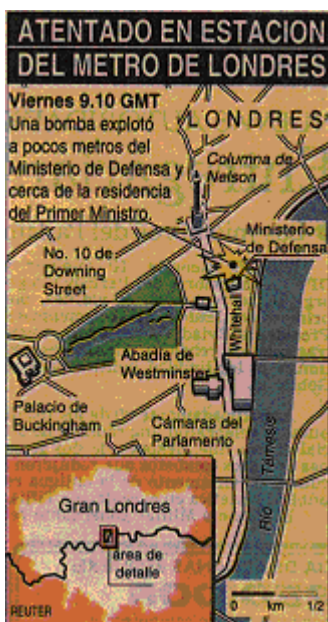 ATENTADO EN ESTACION
DEL METRO DE LONDRES
Viernes 9.10 GMT
Una bomba explotó
a pocos metros del
Ministerio de Defensa y
cerca de la residencia
del Primer Ministro.
LONDRES
Columna de
Nelson
Ministerio
de Defensa
No. 10 de
Downing
Street
Whitehall
Abadía de
Westminster
Palacio de
Buckingham
Cámaras del
Parlamento
Río Tamesis
Gran Londres
área de
detalle
REUTER
0 km 1/2